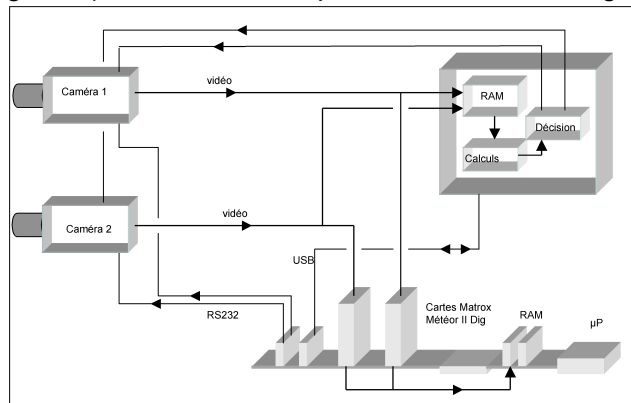 vidéo
Caméra 1
RAM
Décision
Calculs
vidéo
Caméra 2
USB
Cartes Matrox
Météor II Dig
RAM
µP
RS232